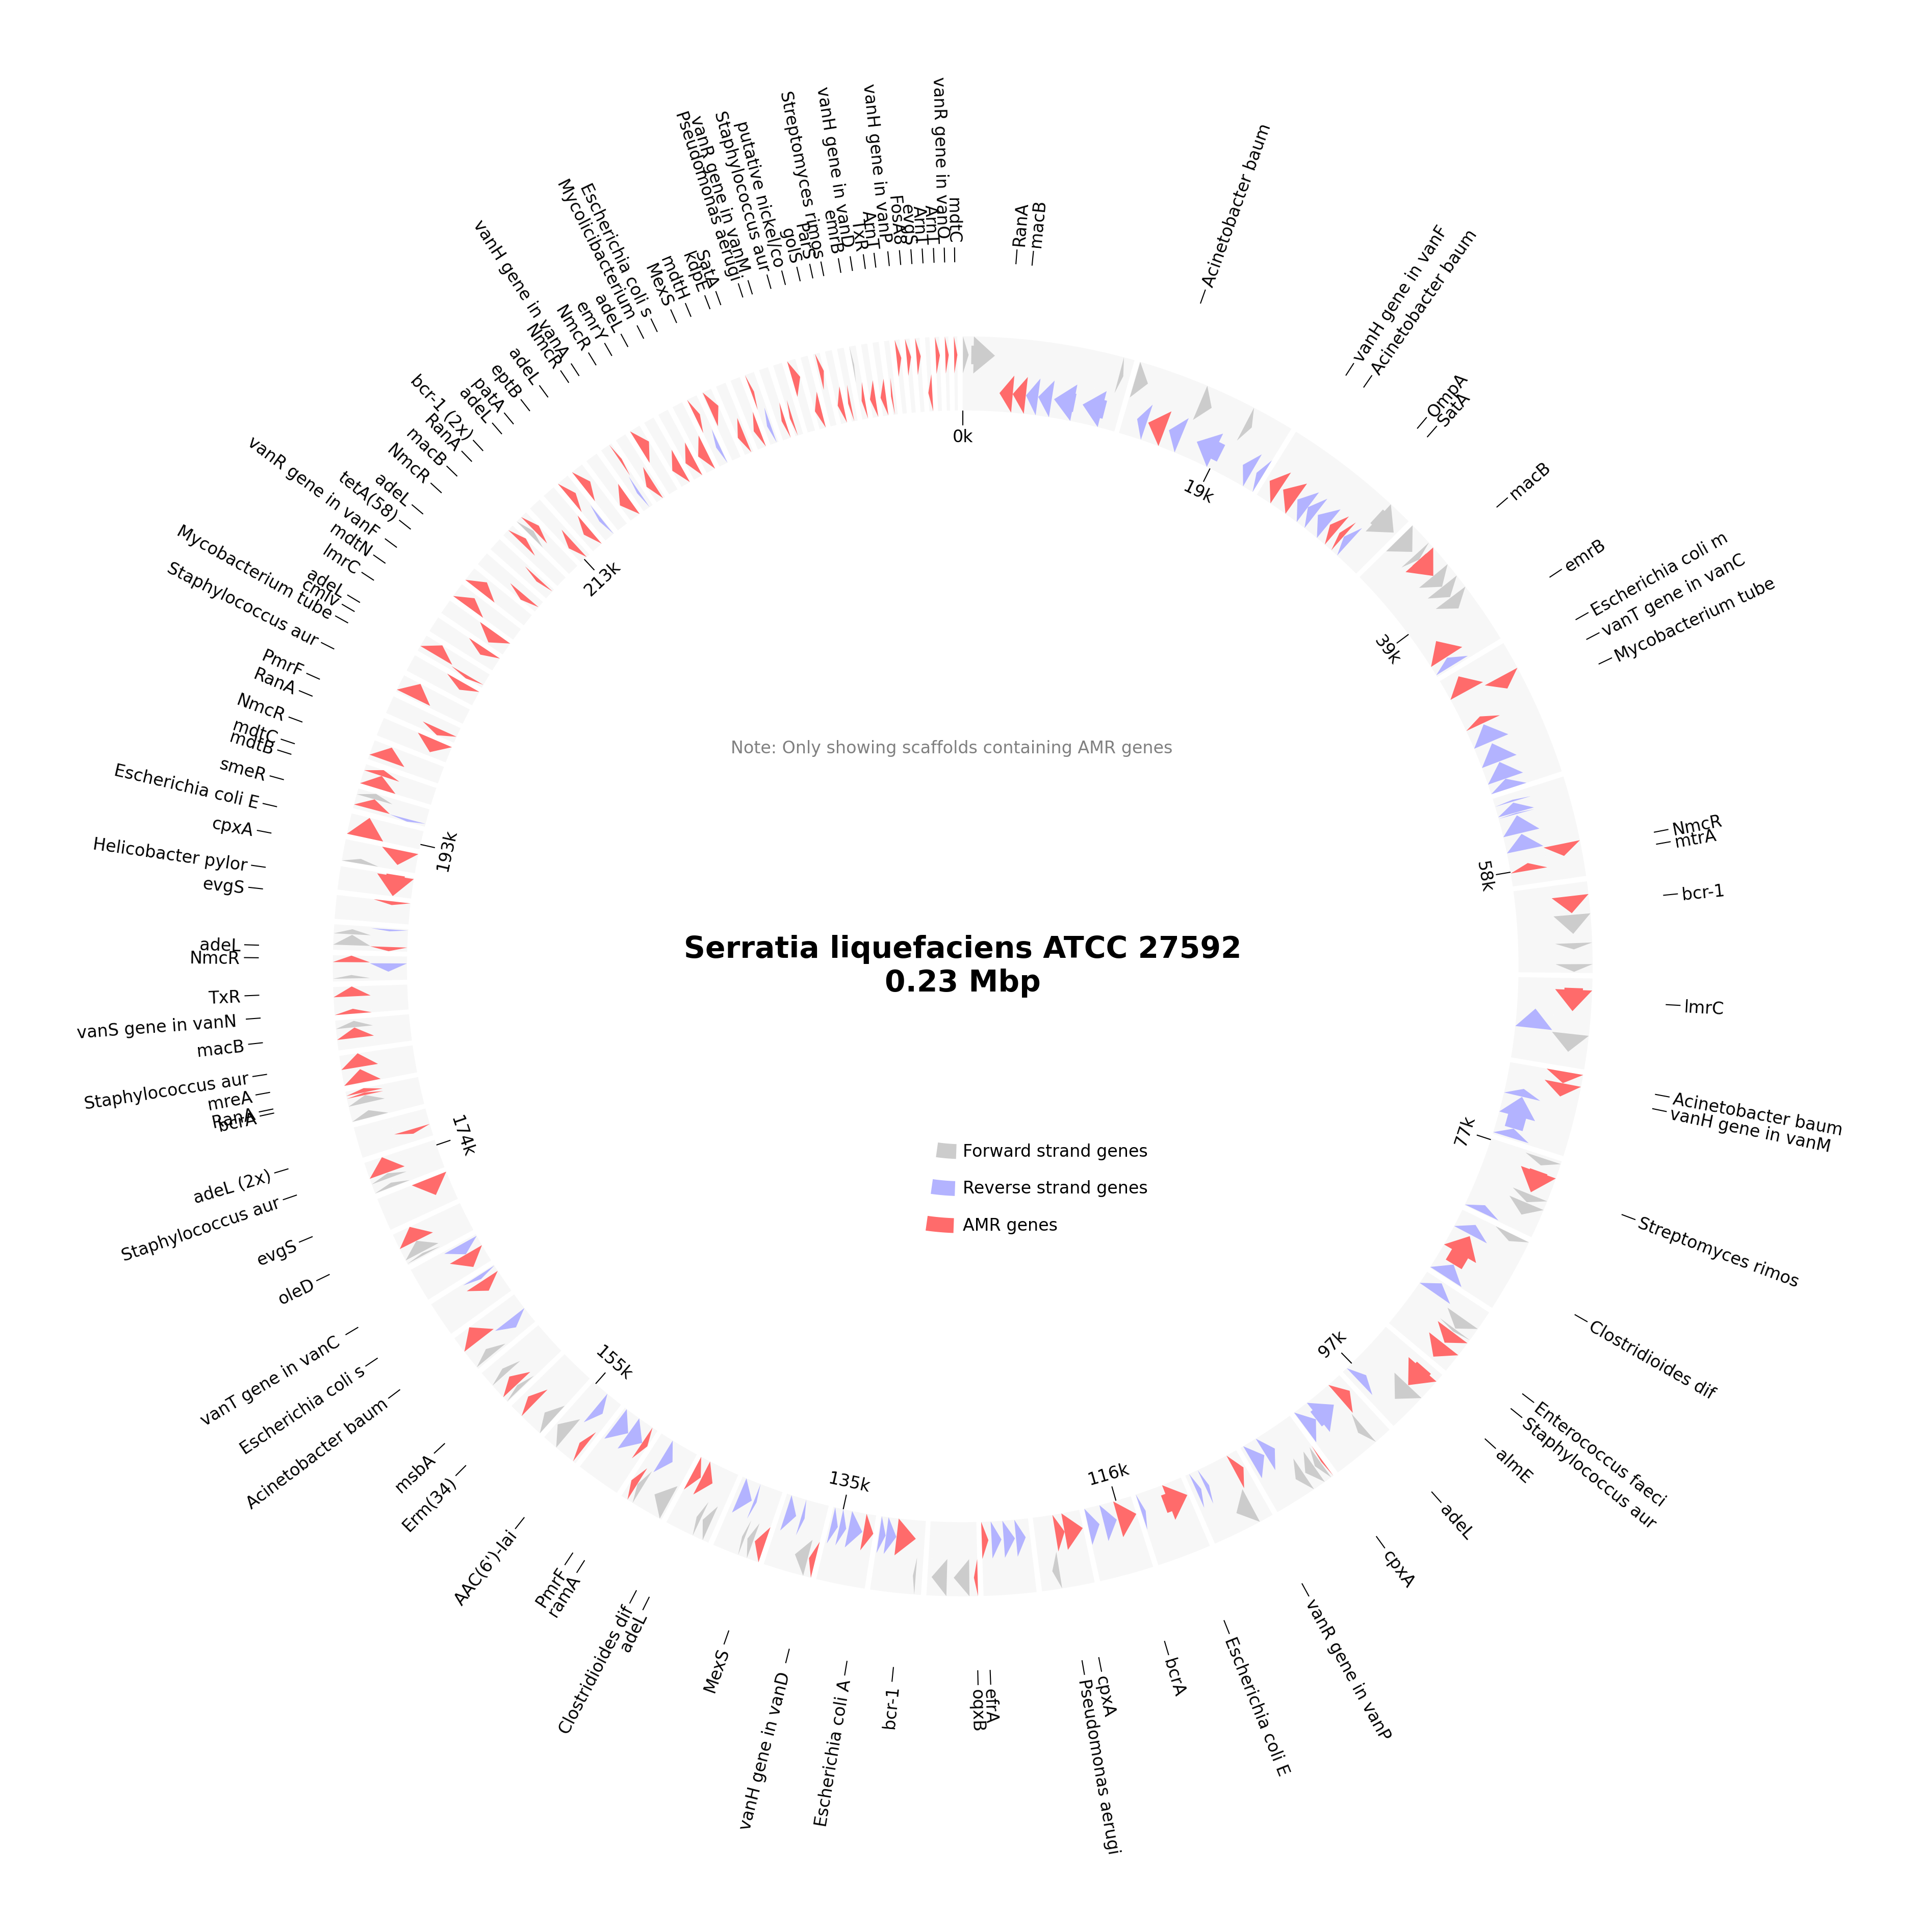 Serratia liquefaciens ATCC 27592
0.23 Mbp
Note: Only showing scaffolds containing AMR genes
Forward strand genes
Reverse strand genes
AMR genes
0k
19k
39k
58k
77k
97k
116k
135k
155k
174k
193k
213k
RanA
macB
Acinetobacter baum
vanH gene in vanF
Acinetobacter baum
OmpA
SatA
macB
emrB
Escherichia coli m
vanT gene in vanC
Mycobacterium tube
NmcR
mtrA
bcr-1
lmrC
Acinetobacter baum
vanH gene in vanM
Streptomyces rimos
Clostridioides dif
Enterococcus faeci
Staphylococcus aur
almE
adeL
cpxA
vanR gene in vanP
Escherichia coli E
bcrA
cpxA
Pseudomonas aerugi
efrA
oqxB
bcr-1
Escherichia coli A
vanH gene in vanD
MexS
adeL
Clostridioides dif
ramA
PmrF
AAC(6')-Iai
Erm(34)
msbA
Acinetobacter baum
Escherichia coli s
vanT gene in vanC
oleD
evgS
Staphylococcus aur
adeL (2x)
bcrA
RanA
mreA
Staphylococcus aur
macB
vanS gene in vanN
TxR
NmcR
adeL
evgS
Helicobacter pylor
cpxA
Escherichia coli E
smeR
mdtB
mdtC
NmcR
RanA
PmrF
Staphylococcus aur
Mycobacterium tube
cmlv
adeL
lmrC
mdtN
vanR gene in vanF
tetA(58)
adeL
NmcR
macB
RanA
bcr-1 (2x)
adeL
patA
eptB
adeL
NmcR
vanH gene in vanA
NmcR
emrY
adeL
Mycolicibacterium
Escherichia coli s
MexS
mdtH
kdpE
SatA
Pseudomonas aerugi
vanR gene in vanM
Staphylococcus aur
putative nickel/co
golS
ParS
Streptomyces rimos
emrB
vanH gene in vanD
TxR
ArnT
vanH gene in vanP
FosA8
evgS
ArnT
ArnT
vanR gene in vanO
mdtC